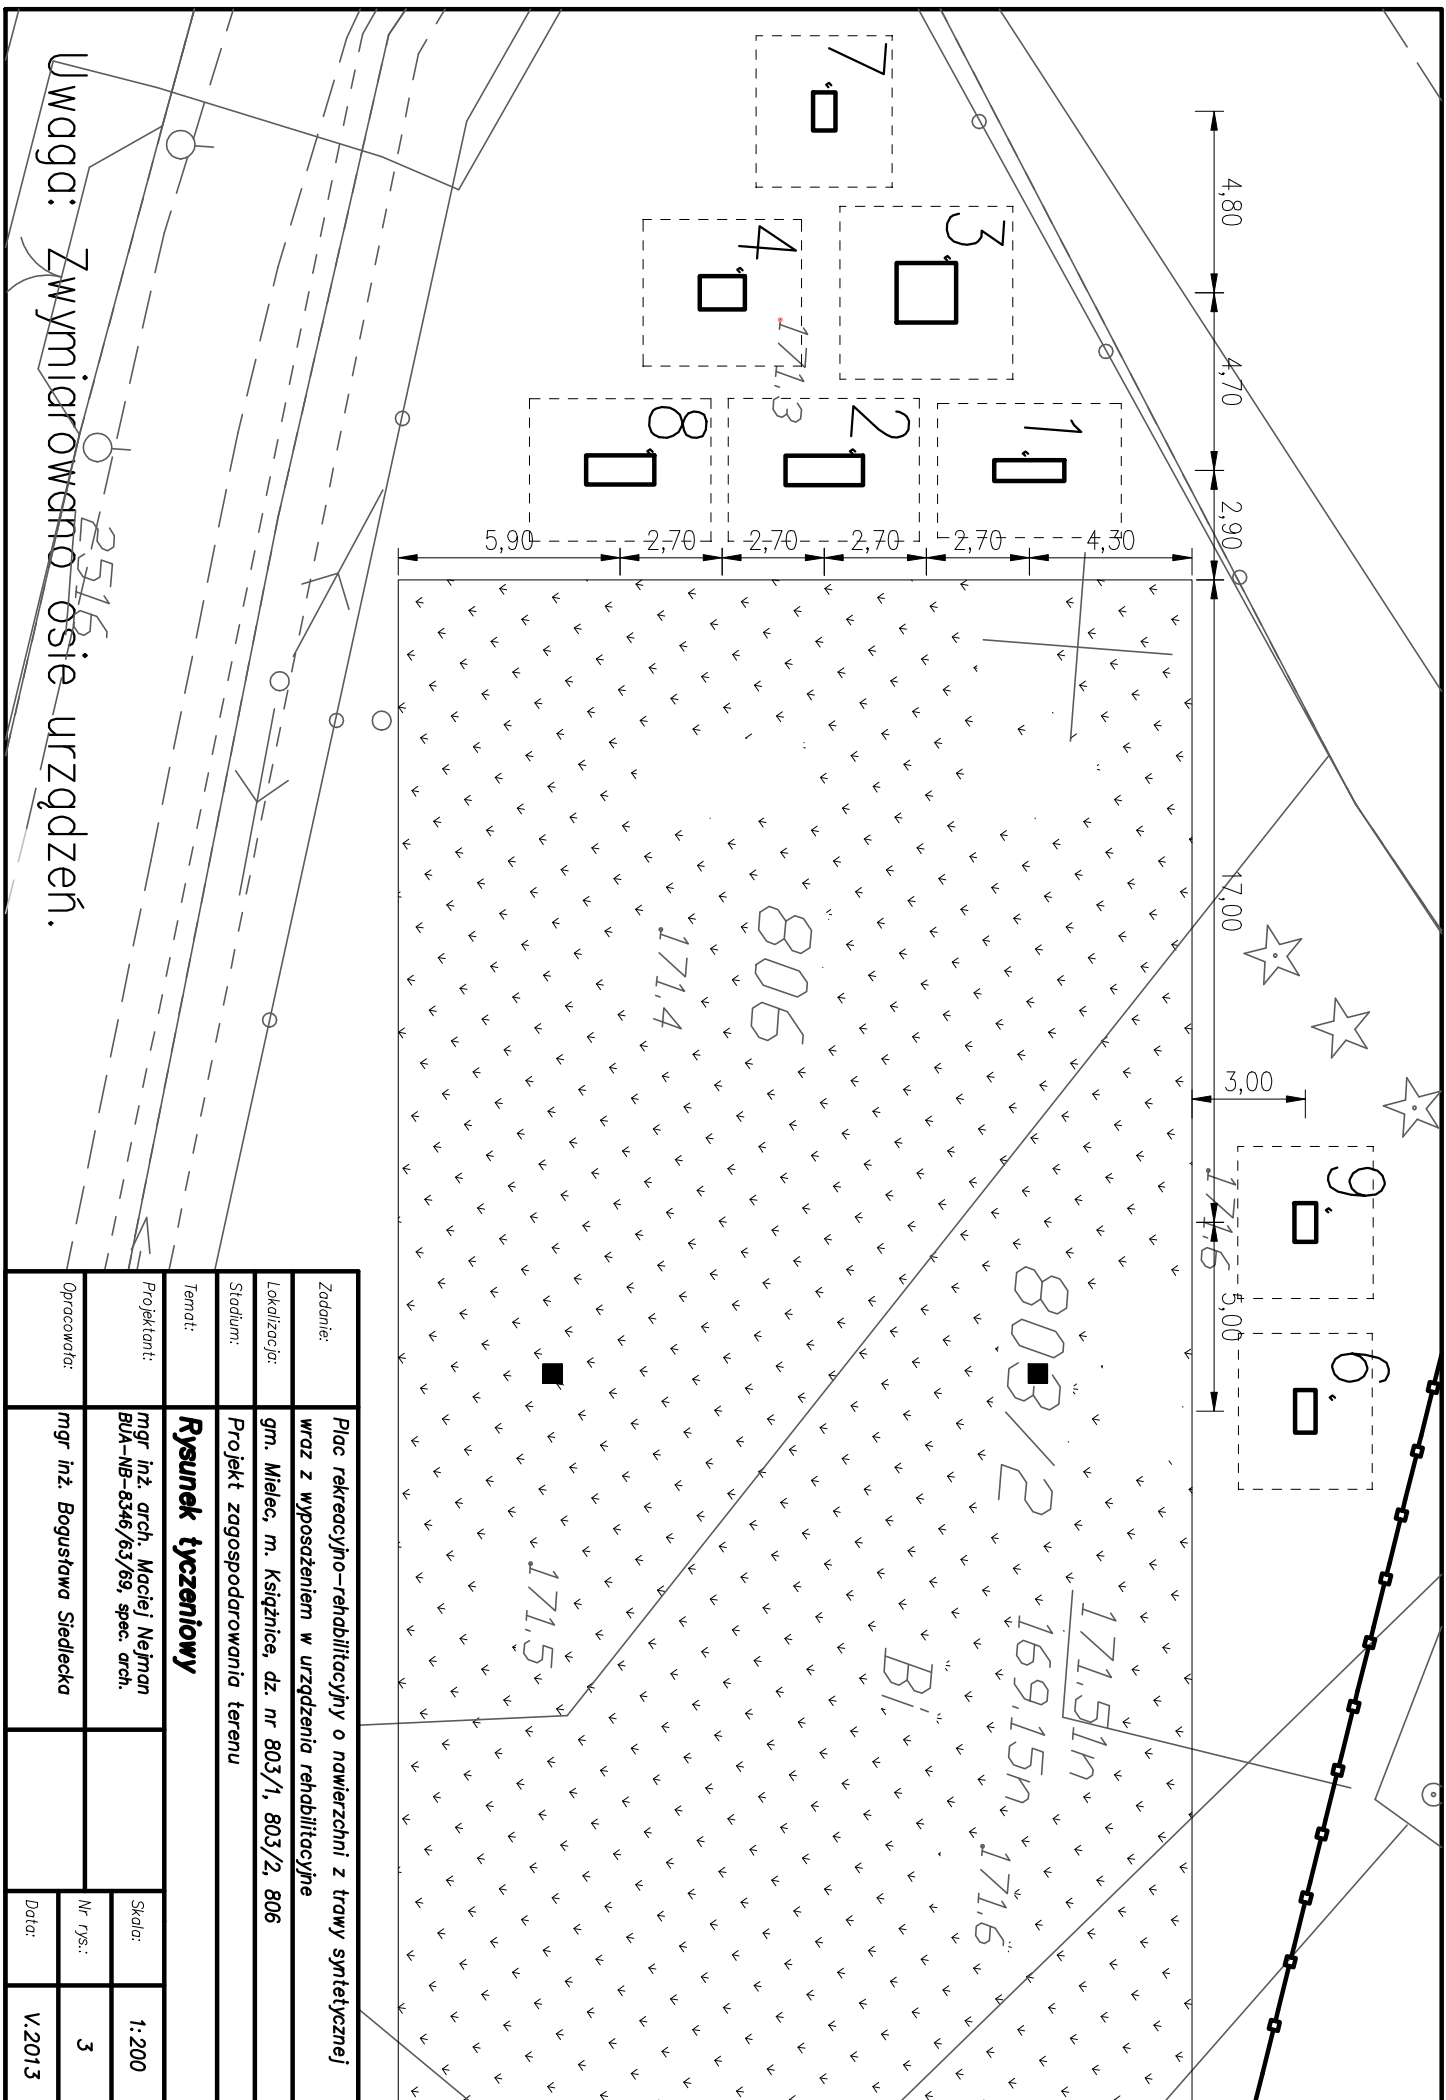 Uwaga: Zwymiarowano osie urządzeń.
7
3
4
1
2
8
9
6
4,80
4,70
2,90
17,00
5,00
3,00
5,90
2,70
2,70
2,70
2,70
4,30
171.3
2516
806
171.4
171.6
803/2
171.51n
169.15n
171.6
Bi
171.5
Zadanie:
Plac rekreacyjno-rehabilitacyjny o nawierzchni z trawy syntetycznej
wraz z wyposażeniem w urządzenia rehabilitacyjne
Lokalizacja:
gm. Mielec, m. Książnice, dz. nr 803/1, 803/2, 806
Stadium:
Projekt zagospodarowania terenu
Temat:
Rysunek tyczeniowy
Projektant:
mgr inż. arch. Maciej Nejman
BUA-NB-8346/63/69, spec. arch.
Opracowała:
mgr inż. Bogusława Siedlecka
Skala:
1:200
Nr rys.:
3
Data:
V.2013